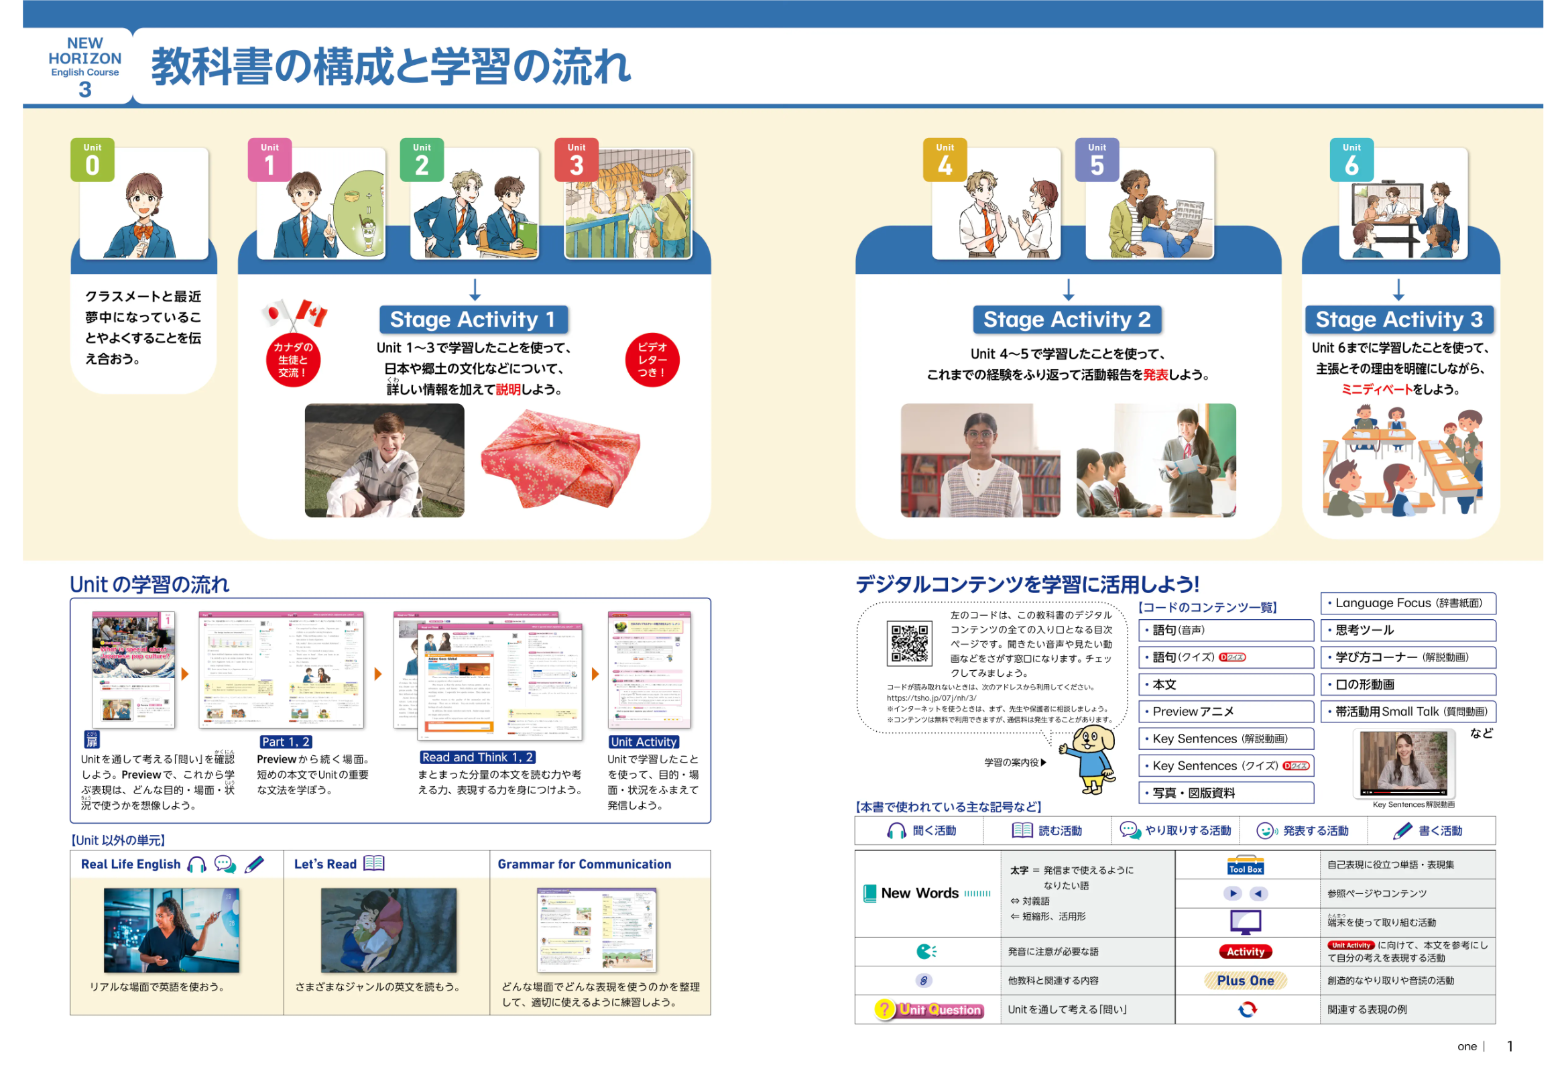 NEW
HORIZON
English Course
3
教科書の構成と学習の流れ
Unit
0
クラスメートと最近
夢中になっているこ
とやよくすることを伝
え合おう。
Unit
1
Unit
2
Unit
3
カナダの
生徒と
交流！
Stage Activity 1
Unit 1〜3で学習したことを使って、
日本や郷土の文化などについて、
詳しい情報を加えて説明しよう。
くわ
ビデオ
レター
つき！
Unit
4
Unit
5
Stage Activity 2
Unit 4〜5で学習したことを使って、
これまでの経験をふり返って活動報告を発表しよう。
Unit
6
Stage Activity 3
Unit 6までに学習したことを使って、
主張とその理由を明確にしながら、
ミニディベートをしよう。
Unit の学習の流れ
扉
とびら
Unitを通して考える「問い」を確認
かくにん
しよう。Previewで、これから学
ぶ表現は、どんな目的・場面・状
じょう
況で使うかを想像しよう。
きょう
Part 1, 2
Previewから続く場面。
短めの本文でUnitの重要
な文法を学ぼう。
Read and Think 1, 2
まとまった分量の本文を読む力や考
える力、表現する力を身につけよう。
Unit Activity
Unitで学習したこと
を使って、目的・場
面・状況をふまえて
発信しよう。
【Unit 以外の単元】
Real Life English
リアルな場面で英語を使おう。
Let's Read
さまざまなジャンルの英文を読もう。
Grammar for Communication
どんな場面でどんな表現を使うのかを整理
して、適切に使えるように練習しよう。
デジタルコンテンツを学習に活用しよう！
左のコードは、この教科書のデジタル
コンテンツの全ての入り口となる目次
ページです。聞きたい音声や見たい動
画などをさがす窓口になります。チェッ
クしてみましょう。
コードが読み取れないときは、次のアドレスから利用してください。
https://tsho.jp/07j/nh/3/
※インターネットを使うときは、まず、先生や保護者に相談しましょう。
※コンテンツは無料で利用できますが、通信料は発生することがあります。
学習の案内役▶
【コードのコンテンツ一覧】
・語句（音声）
・語句（クイズ） Dクイズ
・本文
・Previewアニメ
・Key Sentences（解説動画）
・Key Sentences（クイズ） Dクイズ
・写真・図版資料
・Language Focus（辞書紙面）
・思考ツール
・学び方コーナー（解説動画）
・口の形動画
・帯活動用Small Talk（質問動画）
など
Key Sentences解説動画
【本書で使われている主な記号など】
聞く活動
読む活動
やり取りする活動
発表する活動
書く活動
New Words
太字 ＝ 発信まで使えるように
なりたい語
⇔ 対義語
⇐ 短縮形、活用形
発音に注意が必要な語
他教科と関連する内容
Unit Question
Unitを通して考える「問い」
Tool Box
自己表現に役立つ単語・表現集
参照ページやコンテンツ
端末を使って取り組む活動
たんまつ
Activity
Unit Activity に向けて、本文を参考にし
て自分の考えを表現する活動
Plus One
創造的なやり取りや音読の活動
関連する表現の例
one
1